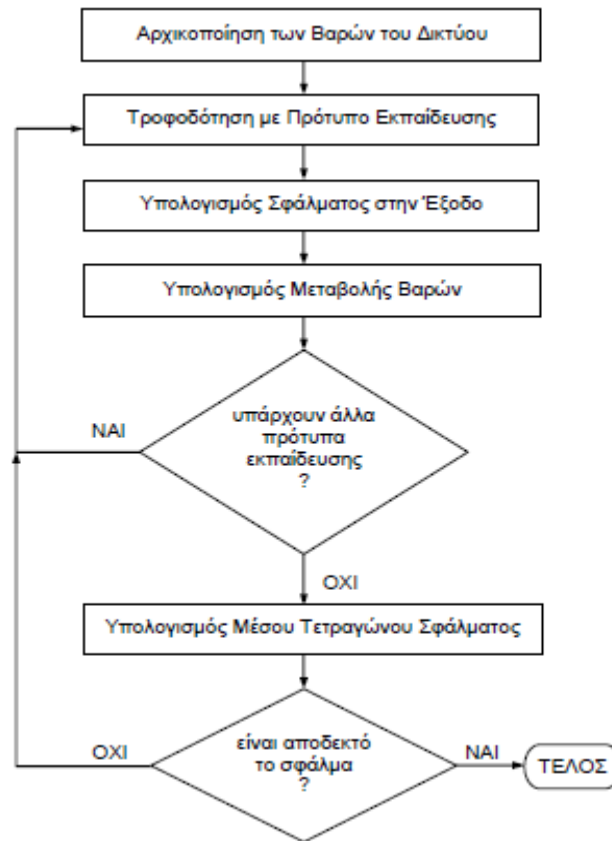 Αρχικοποίηση των Βαρών του Δικτύου
Τροφοδότηση με Πρότυπο Εκπαίδευσης
Υπολογισμός Σφάλματος στην Έξοδο
Υπολογισμός Μεταβολής Βαρών
υπάρχουν άλλα
πρότυπα
εκπαίδευσης
?
ΝΑΙ
ΟΧΙ
Υπολογισμός Μέσου Τετραγώνου Σφάλματος
είναι αποδεκτό
το σφάλμα
?
ΟΧΙ
ΝΑΙ
ΤΕΛΟΣ